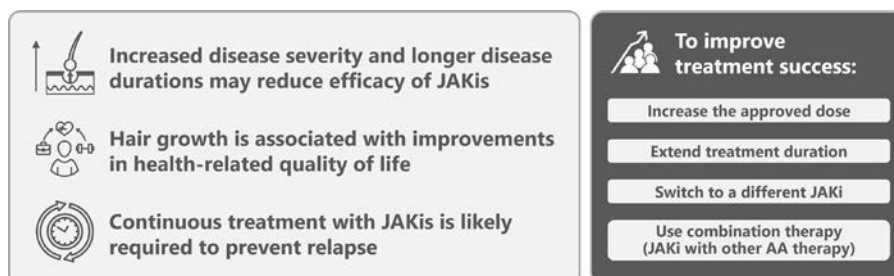 Increased disease severity and longer disease
durations may reduce efficacy of JAKis
Hair growth is associated with improvements
in health-related quality of life
Continuous treatment with JAKis is likely
required to prevent relapse
To improve
treatment success:
Increase the approved dose
Extend treatment duration
Switch to a different JAKi
Use combination therapy
(JAKi with other AA therapy)